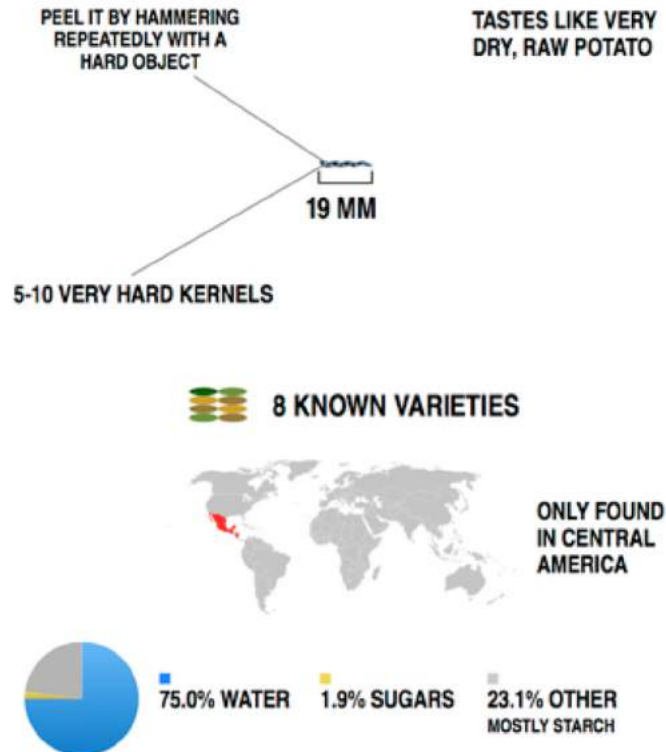 PEEL IT BY HAMMERING
REPEATEDLY WITH A
HARD OBJECT
TASTES LIKE VERY
DRY, RAW POTATO
19 MM
5-10 VERY HARD KERNELS
8 KNOWN VARIETIES
ONLY FOUND
IN CENTRAL
AMERICA
75.0% WATER
1.9% SUGARS
23.1% OTHER
MOSTLY STARCH